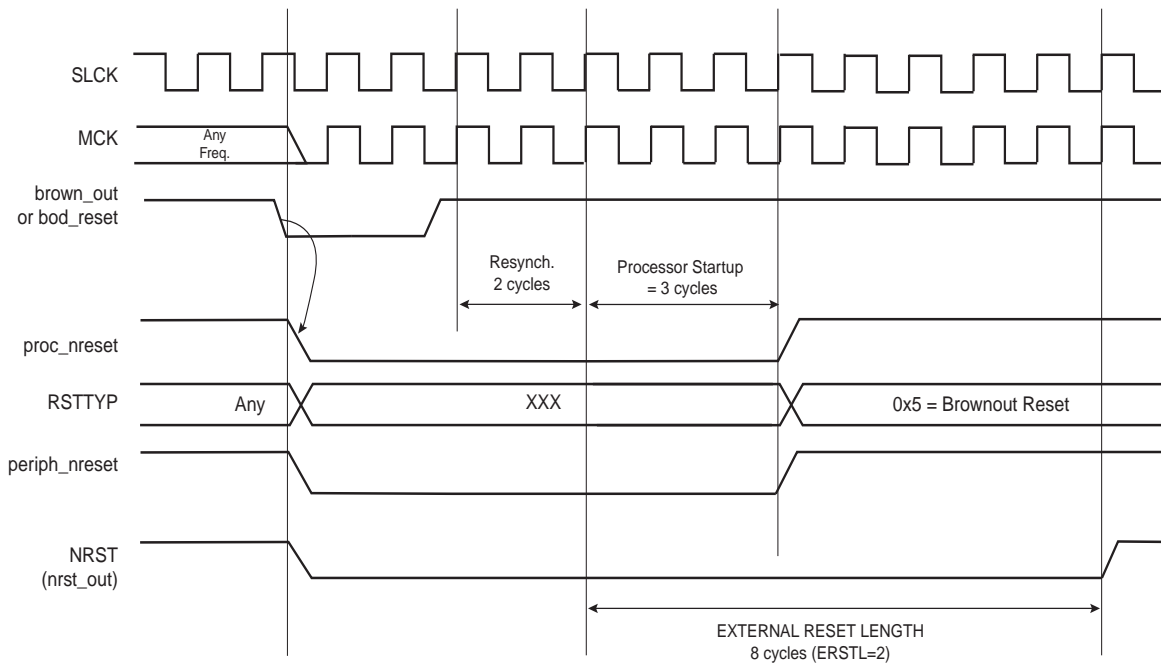 SLCK
MCK
Any
Freq.
brown_out
or bod_reset
Resynch.
2 cycles
Processor Startup
= 3 cycles
proc_nreset
RSTTYP
Any
XXX
0x5 = Brownout Reset
periph_nreset
NRST
(nrst_out)
EXTERNAL RESET LENGTH
8 cycles (ERSTL=2)